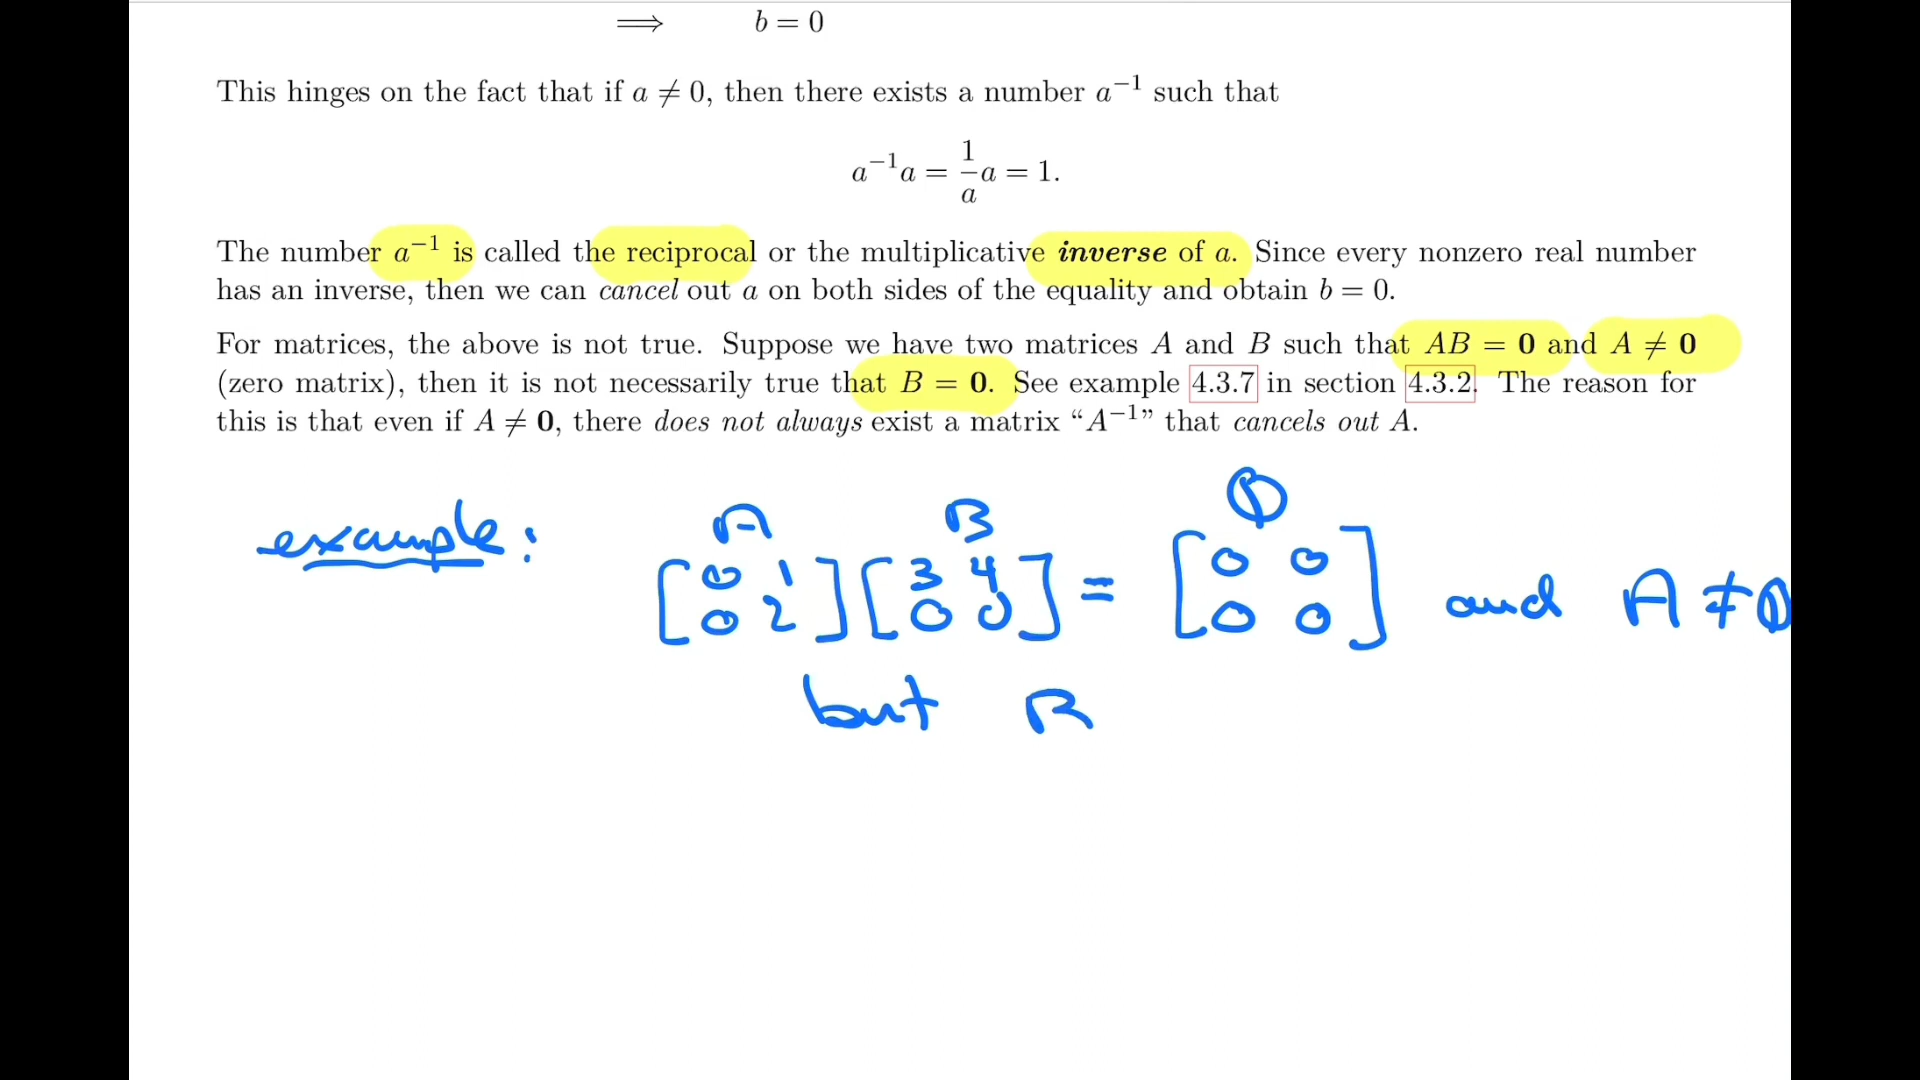 ⟹ b = 0
This hinges on the fact that if a ≠ 0, then there exists a number a⁻¹ such that
a⁻¹a = 1/a a = 1.
The number a⁻¹ is called the reciprocal or the multiplicative inverse of a. Since every nonzero real number
has an inverse, then we can cancel out a on both sides of the equality and obtain b = 0.
For matrices, the above is not true. Suppose we have two matrices A and B such that AB = 0 and A ≠ 0
(zero matrix), then it is not necessarily true that B = 0. See example 4.3.7 in section 4.3.2. The reason for
this is that even if A ≠ 0, there does not always exist a matrix “A⁻¹” that cancels out A.
A B 0
example: [0 1; 0 2] [3 4; 0 0] = [0 0; 0 0] and A ≠ 0
but B